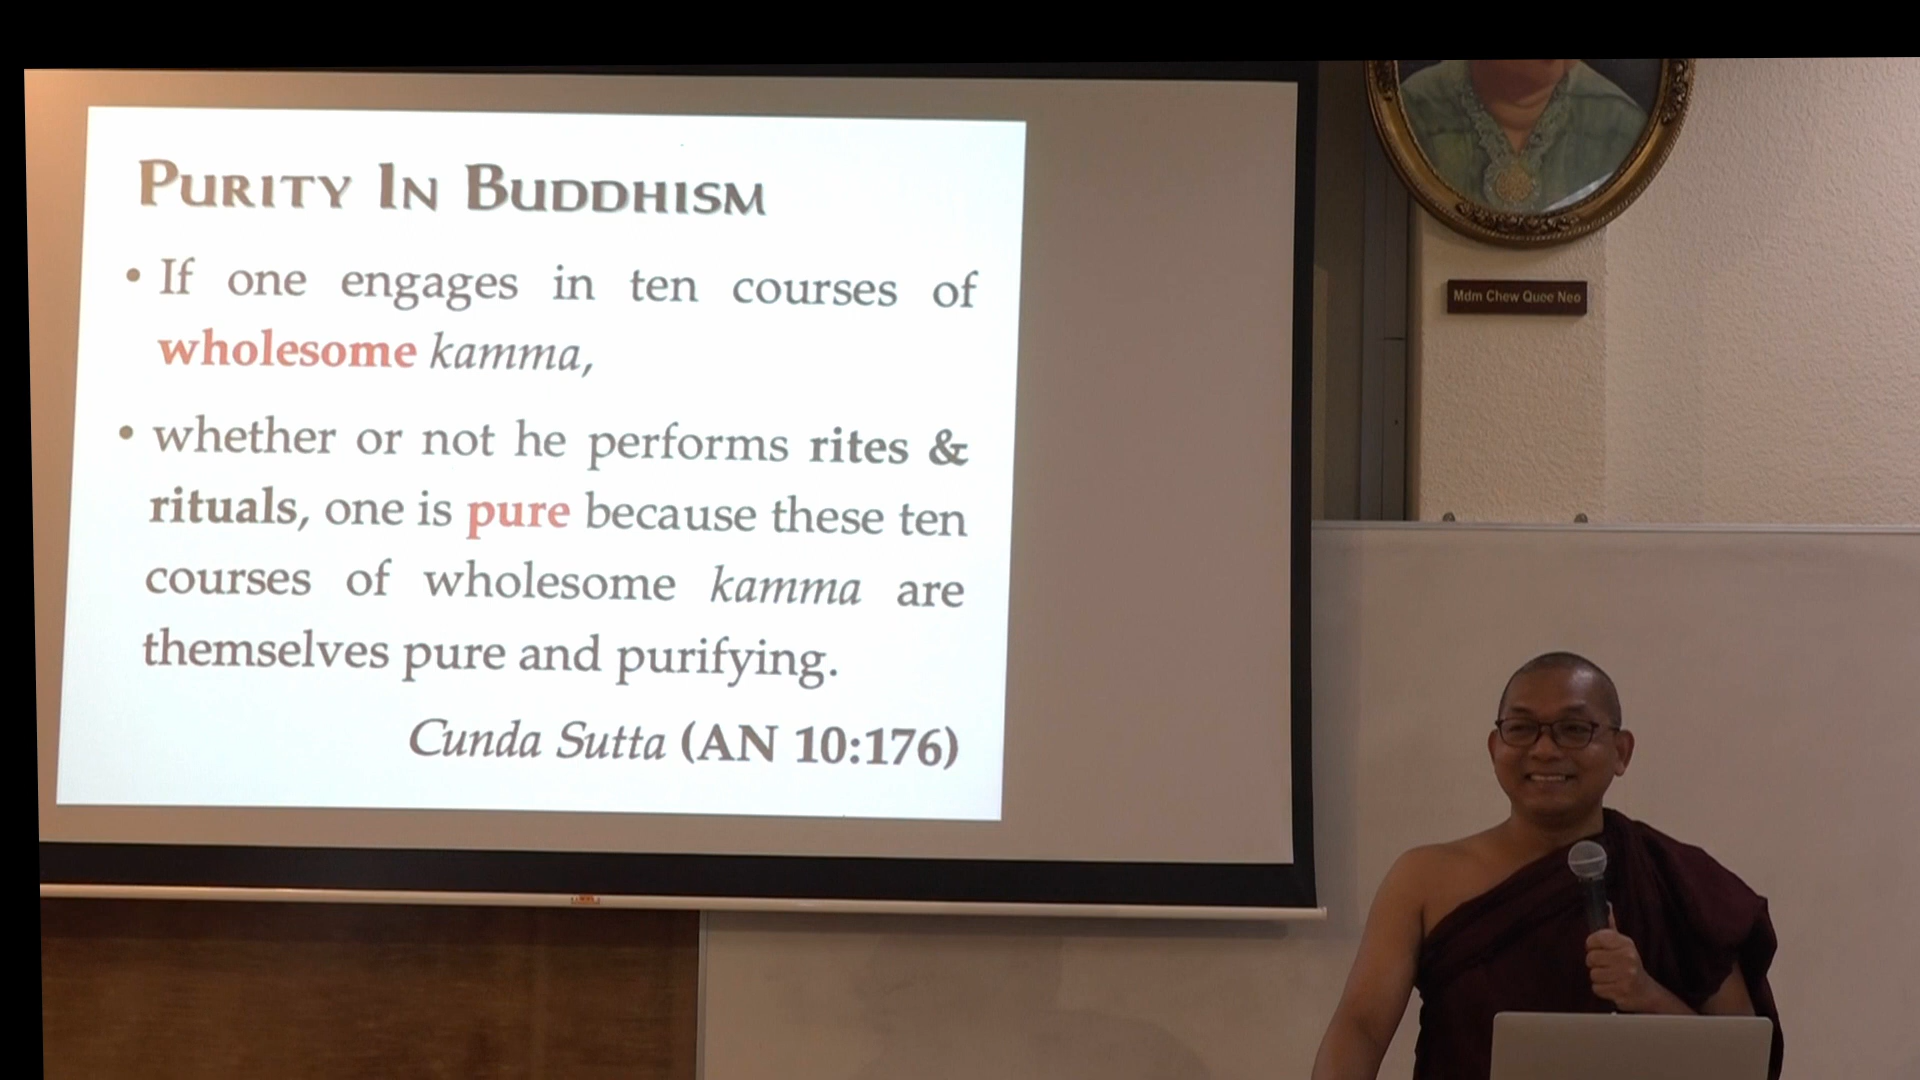 PURITY IN BUDDHISM
• If one engages in ten courses of
wholesome kamma,
• whether or not he performs rites &
rituals, one is pure because these ten
courses of wholesome kamma are
themselves pure and purifying.
Cunda Sutta (AN 10:176)
Mdm Chew Quee Neo